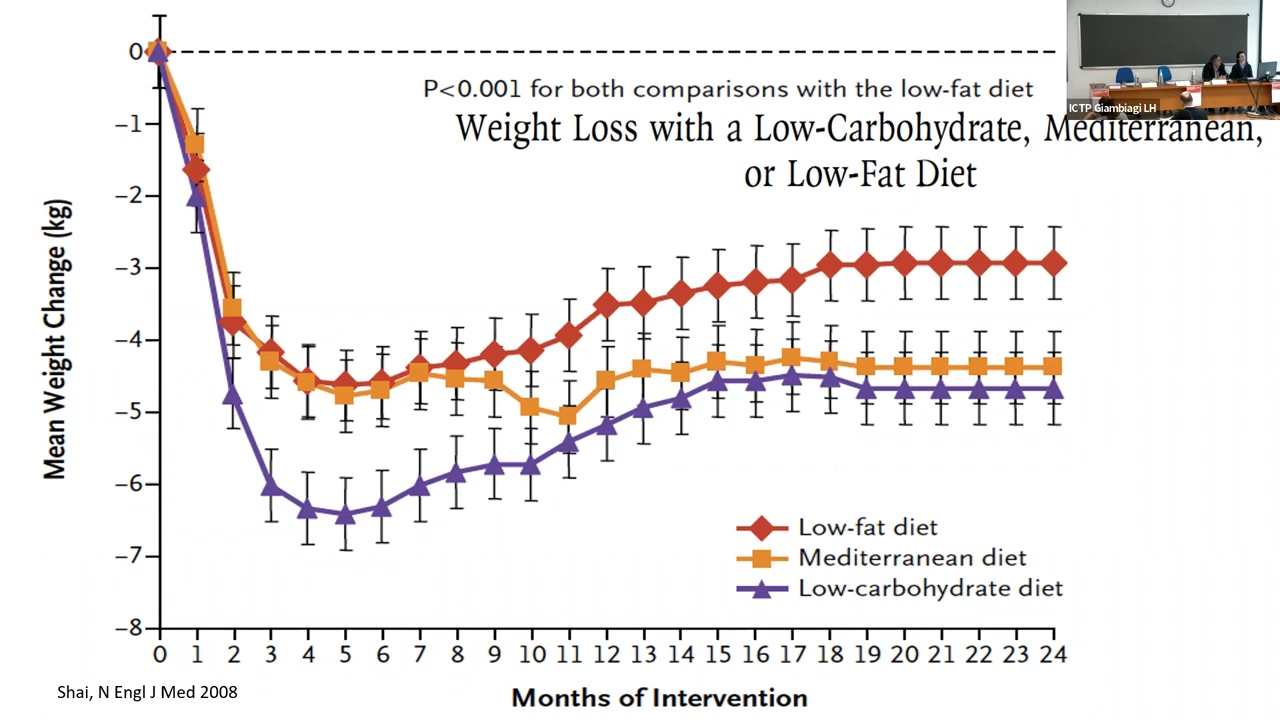 P<0.001 for both comparisons with the low-fat diet
Weight Loss with a Low-Carbohydrate, Mediterranean,
or Low-Fat Diet
ICTP Giambiagi LH
Mean Weight Change (kg)
0
–1
–2
–3
–4
–5
–6
–7
–8
Low-fat diet
Mediterranean diet
Low-carbohydrate diet
0 1 2 3 4 5 6 7 8 9 10 11 12 13 14 15 16 17 18 19 20 21 22 23 24
Months of Intervention
Shai, N Engl J Med 2008